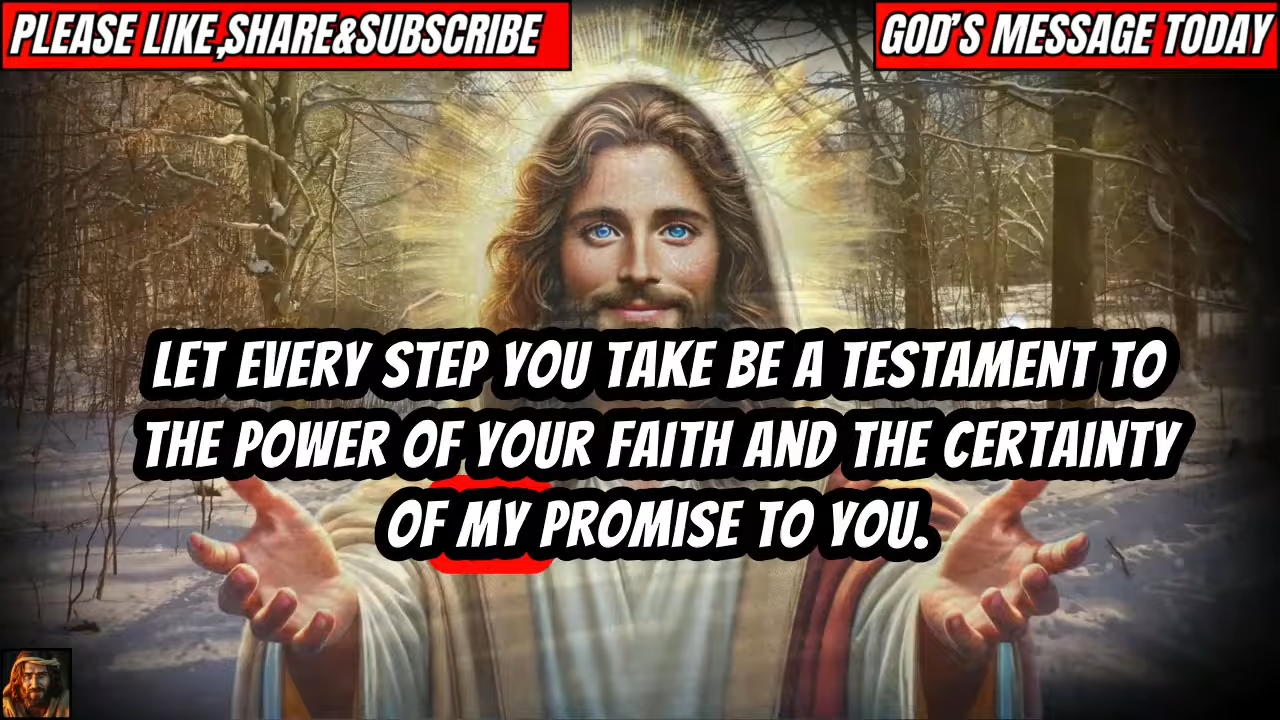 PLEASE LIKE,SHARE&SUBSCRIBE
GOD'S MESSAGE TODAY
LET EVERY STEP YOU TAKE BE A TESTAMENT TO
THE POWER OF YOUR FAITH AND THE CERTAINTY
OF MY PROMISE TO YOU.